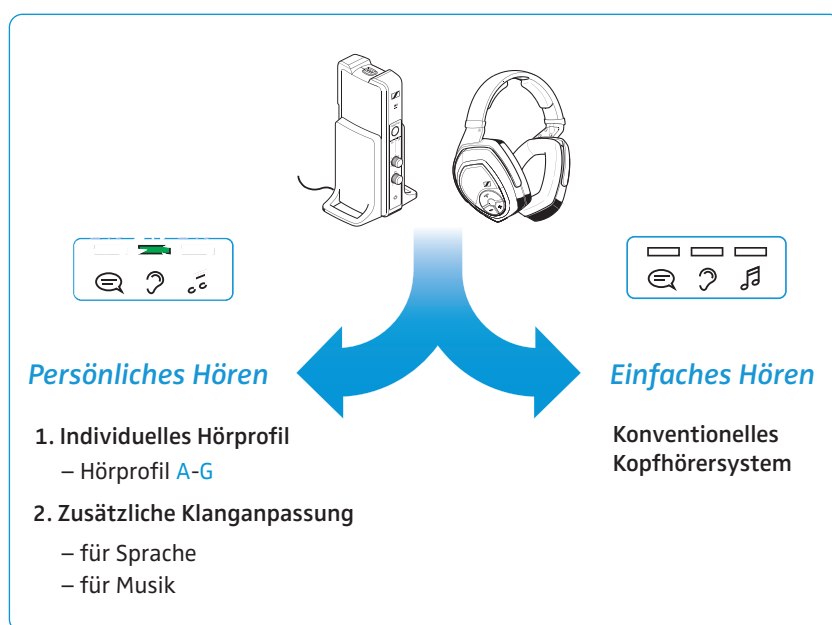 Persönliches Hören
1. Individuelles Hörprofil
– Hörprofil A-G
2. Zusätzliche Klanganpassung
– für Sprache
– für Musik
Einfaches Hören
Konventionelles
Kopfhörersystem